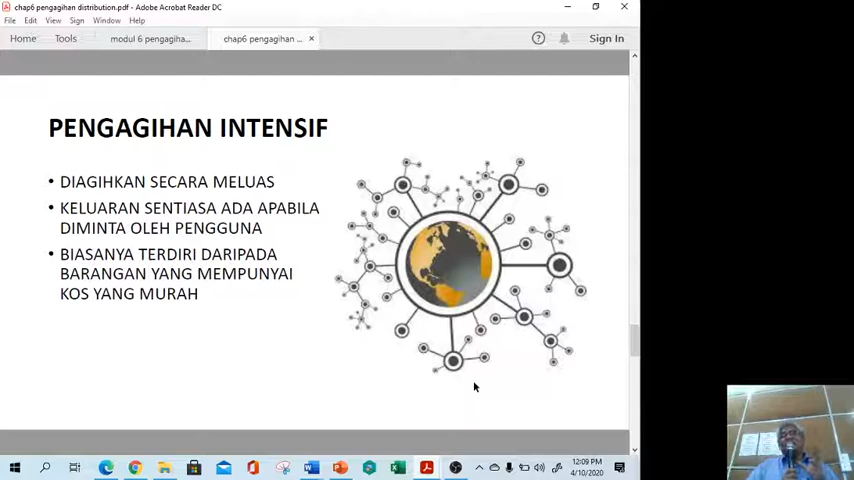 chap6 pengagihan distribution.pdf - Adobe Acrobat Reader DC
File Edit View Sign Window Help
Home Tools modul 6 pengagiha... chap6 pengagihan ... × Sign In
PENGAGIHAN INTENSIF
• DIAGIHKAN SECARA MELUAS
• KELUARAN SENTIASA ADA APABILA
DIMINTA OLEH PENGGUNA
• BIASANYA TERDIRI DARIPADA
BARANGAN YANG MEMPUNYAI
KOS YANG MURAH
12:09 PM
4/10/2020